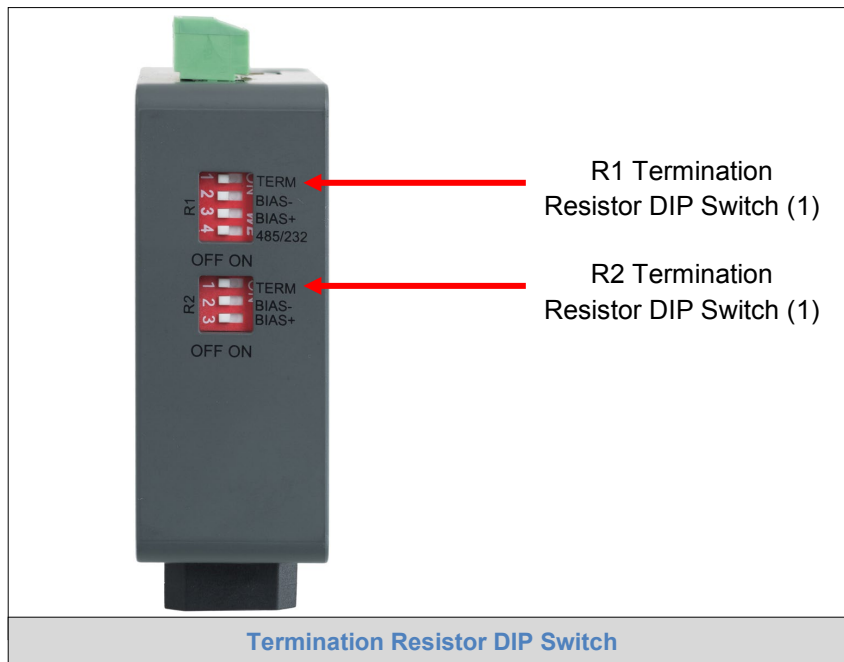 1 ON TERM
2 BIAS-
R1
3 BIAS+
4 485/232
OFF ON
1 ON TERM
R2
2 BIAS-
3 BIAS+
OFF ON
R1 Termination
Resistor DIP Switch (1)
R2 Termination
Resistor DIP Switch (1)
Termination Resistor DIP Switch